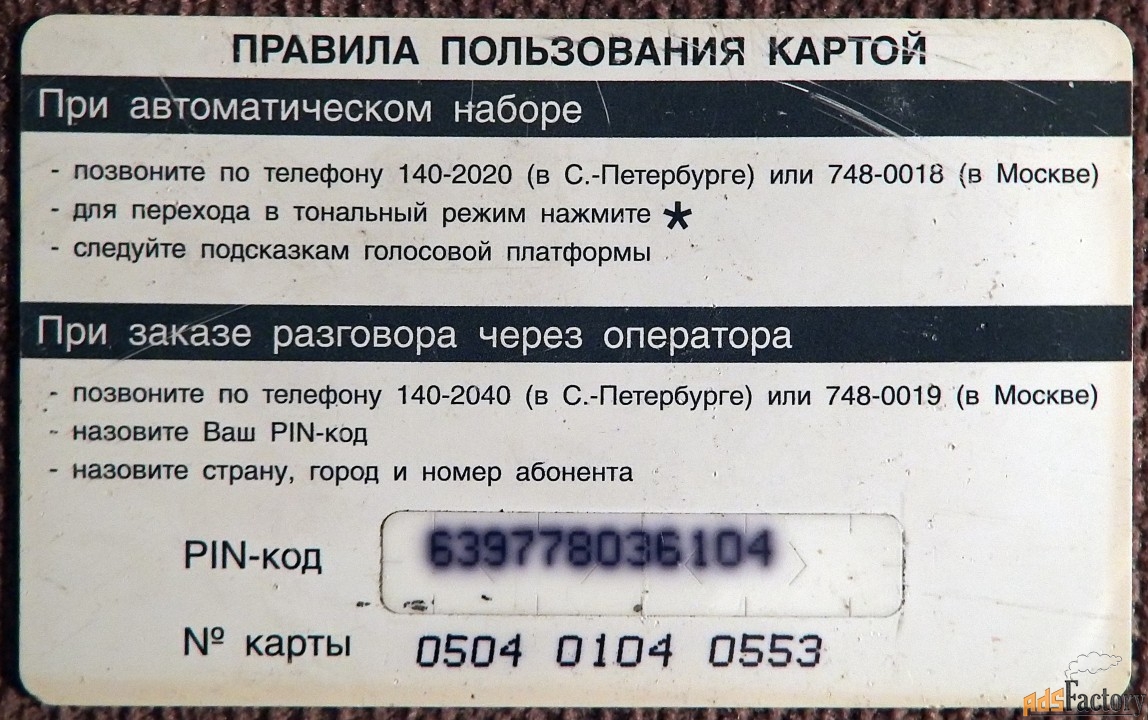 ПРАВИЛА ПОЛЬЗОВАНИЯ КАРТОЙ
При автоматическом наборе
- позвоните по телефону 140-2020 (в С.-Петербурге) или 748-0018 (в Москве)
- для перехода в тональный режим нажмите *
- следуйте подсказкам голосовой платформы
При заказе разговора через оператора
- позвоните по телефону 140-2040 (в С.-Петербурге) или 748-0019 (в Москве)
- назовите Ваш PIN-код
- назовите страну, город и номер абонента
PIN-код 639778036104
№ карты 0504 0104 0553
AdsFactory